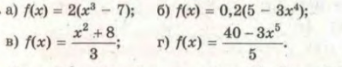 а) f(x) = 2(x³ − 7); б) f(x) = 0,2(5 − 3x⁴);
в) f(x) = (x² + 8)/3; г) f(x) = (40 − 3x⁵)/5.